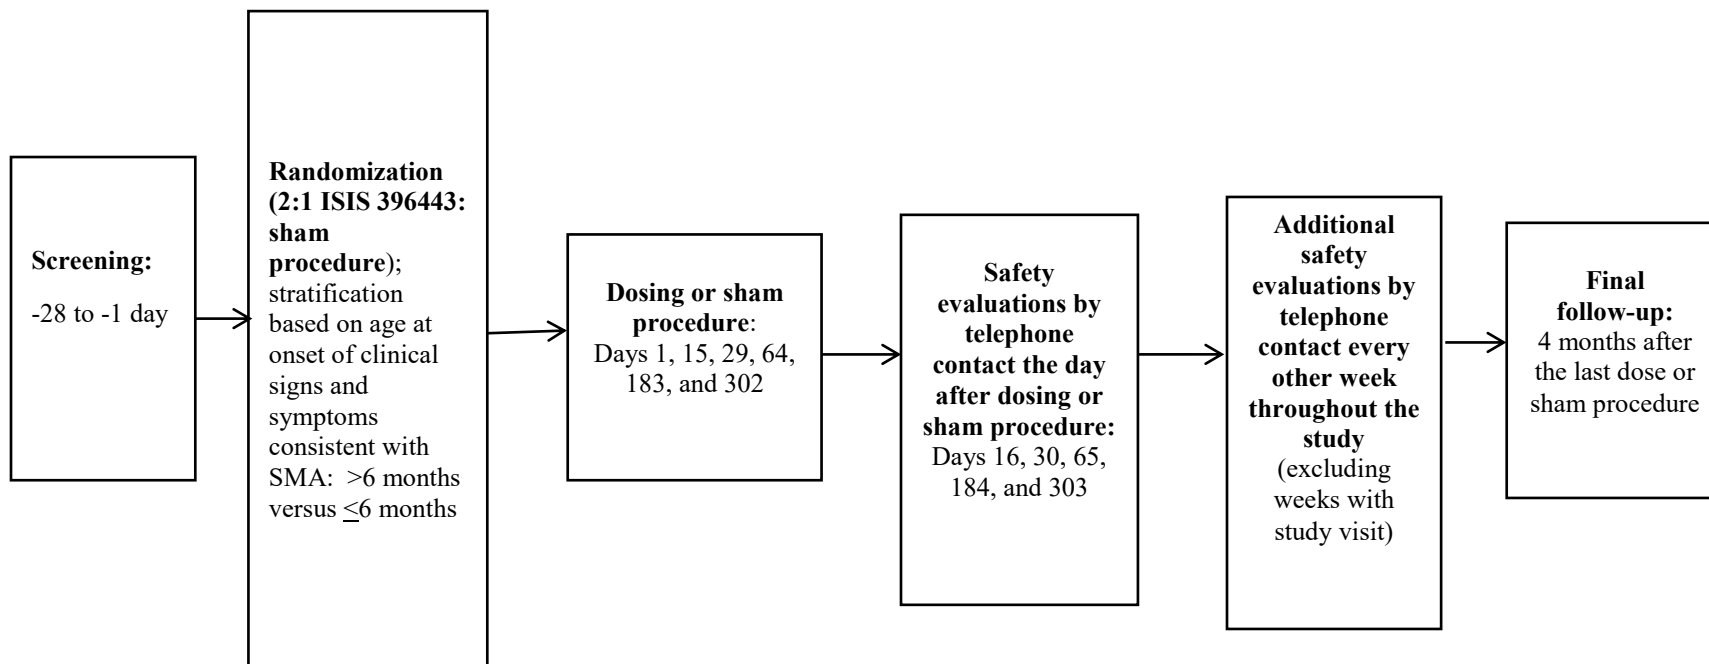 Screening:
-28 to -1 day
Randomization
(2:1 ISIS 396443:
sham
procedure);
stratification
based on age at
onset of clinical
signs and
symptoms
consistent with
SMA: >6 months
versus <6 months
Dosing or sham
procedure:
Days 1, 15, 29, 64,
183, and 302
Safety
evaluations by
telephone
contact the day
after dosing or
sham procedure:
Days 16, 30, 65,
184, and 303
Additional
safety
evaluations by
telephone
contact every
other week
throughout the
study
(excluding
weeks with
study visit)
Final
follow-up:
4 months after
the last dose or
sham procedure